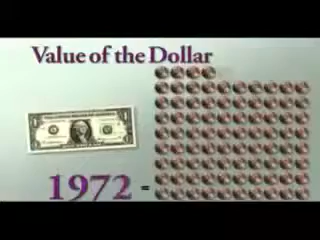 Value of the Dollar
1972 =